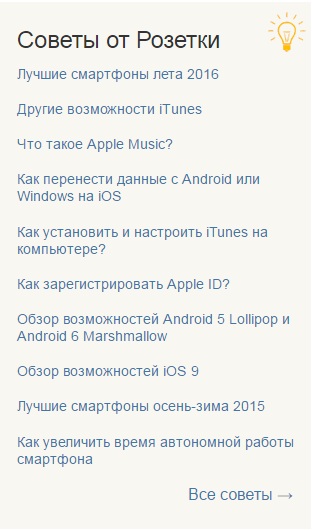 Советы от Розетки
Лучшие смартфоны лета 2016
Другие возможности iTunes
Что такое Apple Music?
Как перенести данные с Android или
Windows на iOS
Как установить и настроить iTunes на
компьютере?
Как зарегистрировать Apple ID?
Обзор возможностей Android 5 Lollipop и
Android 6 Marshmallow
Обзор возможностей iOS 9
Лучшие смартфоны осень-зима 2015
Как увеличить время автономной работы
смартфона
Все советы →